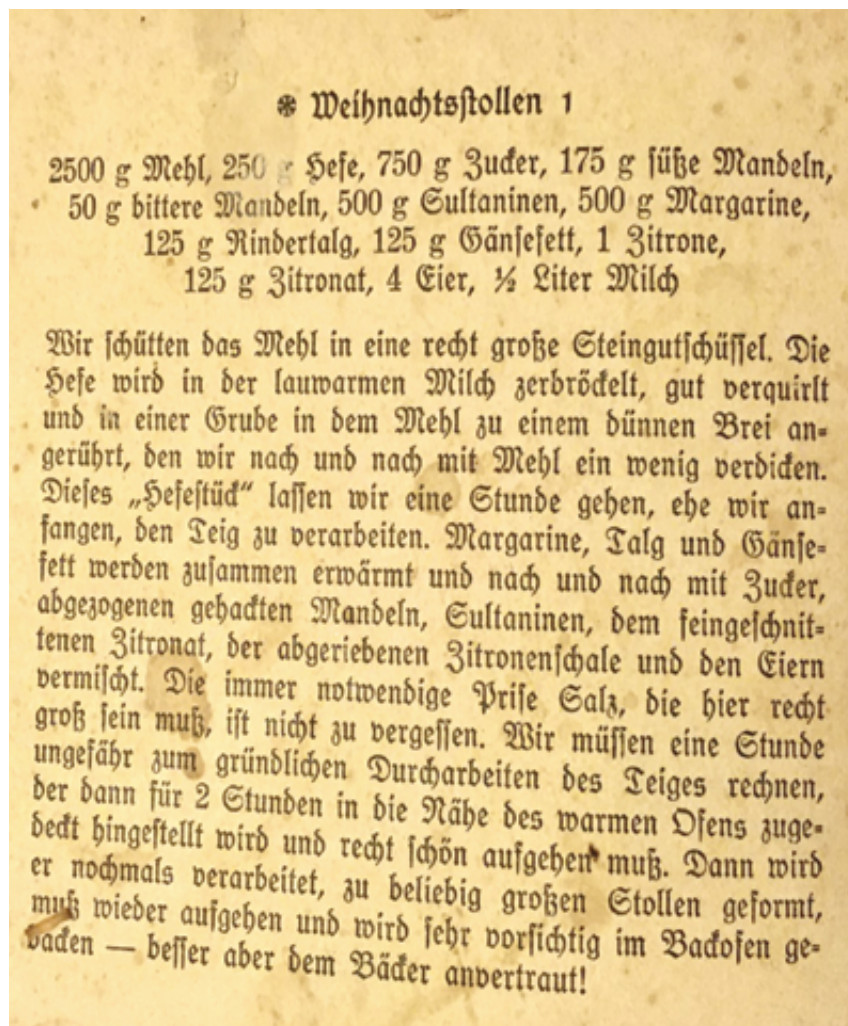 ❉ Weihnachtsstollen 1
2500 g Mehl, 250 g Hefe, 750 g Zucker, 175 g süße Mandeln,
50 g bittere Mandeln, 500 g Sultaninen, 500 g Margarine,
125 g Rindertalg, 125 g Gänsefett, 1 Zitrone,
125 g Zitronat, 4 Eier, ½ Liter Milch
Wir schütten das Mehl in eine recht große Steingutschüssel. Die
Hefe wird in der lauwarmen Milch zerbröckelt, gut verquirlt
und in einer Grube in dem Mehl zu einem dünnen Brei an-
gerührt, den wir nach und nach mit Mehl ein wenig verdicken.
Dieses „Hefestück“ lassen wir eine Stunde gehen, ehe wir an-
fangen, den Teig zu verarbeiten. Margarine, Talg und Gänse-
fett werden zusammen erwärmt und nach und nach mit Zucker,
abgezogenen gehackten Mandeln, Sultaninen, dem feingeschnit-
tenen Zitronat, der abgeriebenen Zitronenschale und den Eiern
vermischt. Die immer notwendige Prise Salz, die hier recht
groß sein muß, ist nicht zu vergessen. Wir müssen eine Stunde
ungefähr zum gründlichen Durcharbeiten des Teiges rechnen,
der dann für 2 Stunden in die Nähe des warmen Ofens zuge-
deckt hingestellt wird und recht schön aufgehen muß. Dann wird
er nochmals verarbeitet, zu beliebig großen Stollen geformt,
muß wieder aufgehen und wird sehr vorsichtig im Backofen ge-
backen — besser aber dem Bäcker anvertraut!